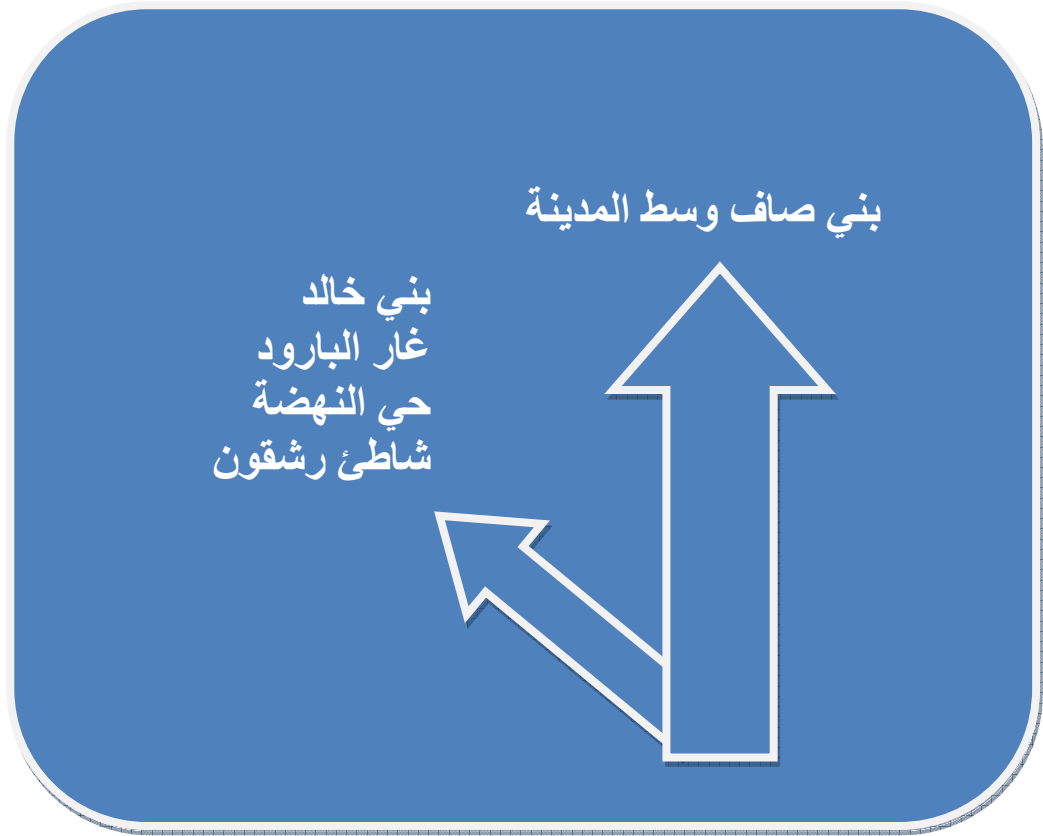 بني صاف وسط المدينة
بني خالد
غار البارود
حي النهضة
شاطئ رشقون